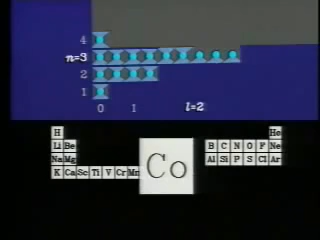 4
n=3
2
1
0 1 l=2
H He
Li Be B C N O F Ne
Na Mg Al Si P S Cl Ar
K Ca Sc Ti V Cr Mn Co